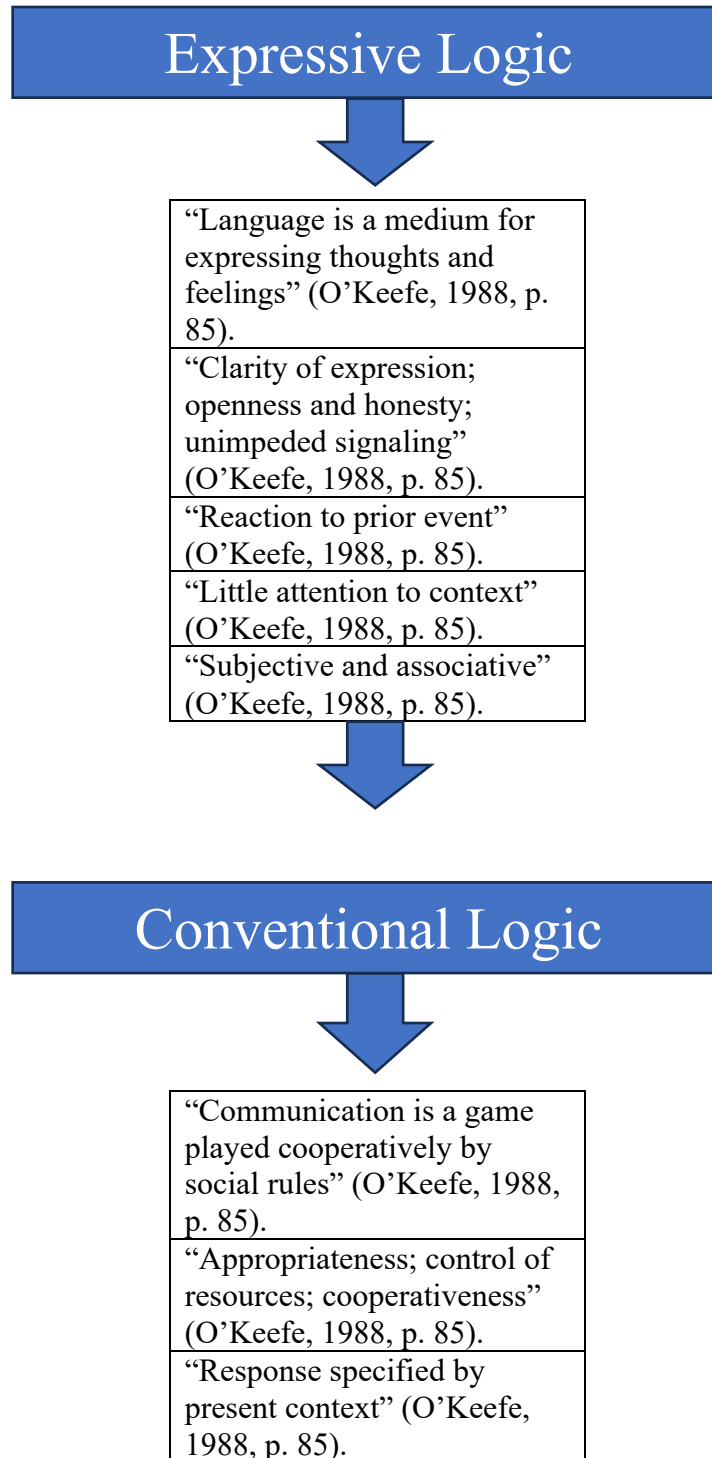 Expressive Logic
“Language is a medium for
expressing thoughts and
feelings” (O’Keefe, 1988, p.
85).
“Clarity of expression;
openness and honesty;
unimpeded signaling”
(O’Keefe, 1988, p. 85).
“Reaction to prior event”
(O’Keefe, 1988, p. 85).
“Little attention to context”
(O’Keefe, 1988, p. 85).
“Subjective and associative”
(O’Keefe, 1988, p. 85).
Conventional Logic
“Communication is a game
played cooperatively by
social rules” (O’Keefe, 1988,
p. 85).
“Appropriateness; control of
resources; cooperativeness”
(O’Keefe, 1988, p. 85).
“Response specified by
present context” (O’Keefe,
1988, p. 85).